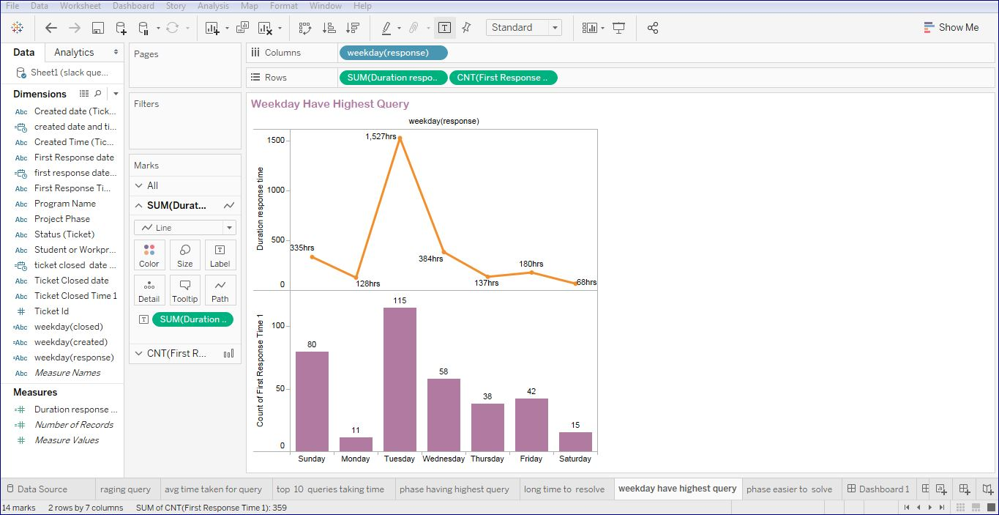 File Data Worksheet Dashboard Story Analysis Map Format Window Help
Standard
Show Me
Data Analytics
Sheet1 (slack que...
Dimensions
Abc Created date (Tick...
created date and ti...
Abc Created Time (Tic...
Abc First Response date
first response date...
Abc First Response Ti...
Abc Program Name
Abc Project Phase
Abc Status (Ticket)
Abc Student or Workpr...
ticket closed date ...
Abc Ticket Closed date
Abc Ticket Closed Time 1
# Ticket Id
=Abc weekday(closed)
=Abc weekday(created)
=Abc weekday(response)
Abc Measure Names
Measures
=# Duration response ...
=# Number of Records
# Measure Values
Pages
Filters
Marks
All
SUM(Durat...
Line
Color Size Label
Detail Tooltip Path
T SUM(Duration ..
CNT(First R...
Columns weekday(response)
Rows SUM(Duration respo.. CNT(First Response ..
Weekday Have Highest Query
weekday(response)
Duration response time
1500
1000
500
0
335hrs
128hrs
1,527hrs
384hrs
137hrs
180hrs
68hrs
Count of First Response Time 1
100
50
0
80
11
115
58
38
42
15
Sunday Monday Tuesday Wednesday Thursday Friday Saturday
Data Source raging query avg time taken for query top 10 queries taking time phase having highest query long time to resolve weekday have highest query phase easier to solve Dashboard 1
14 marks 2 rows by 7 columns SUM of CNT(First Response Time 1): 359